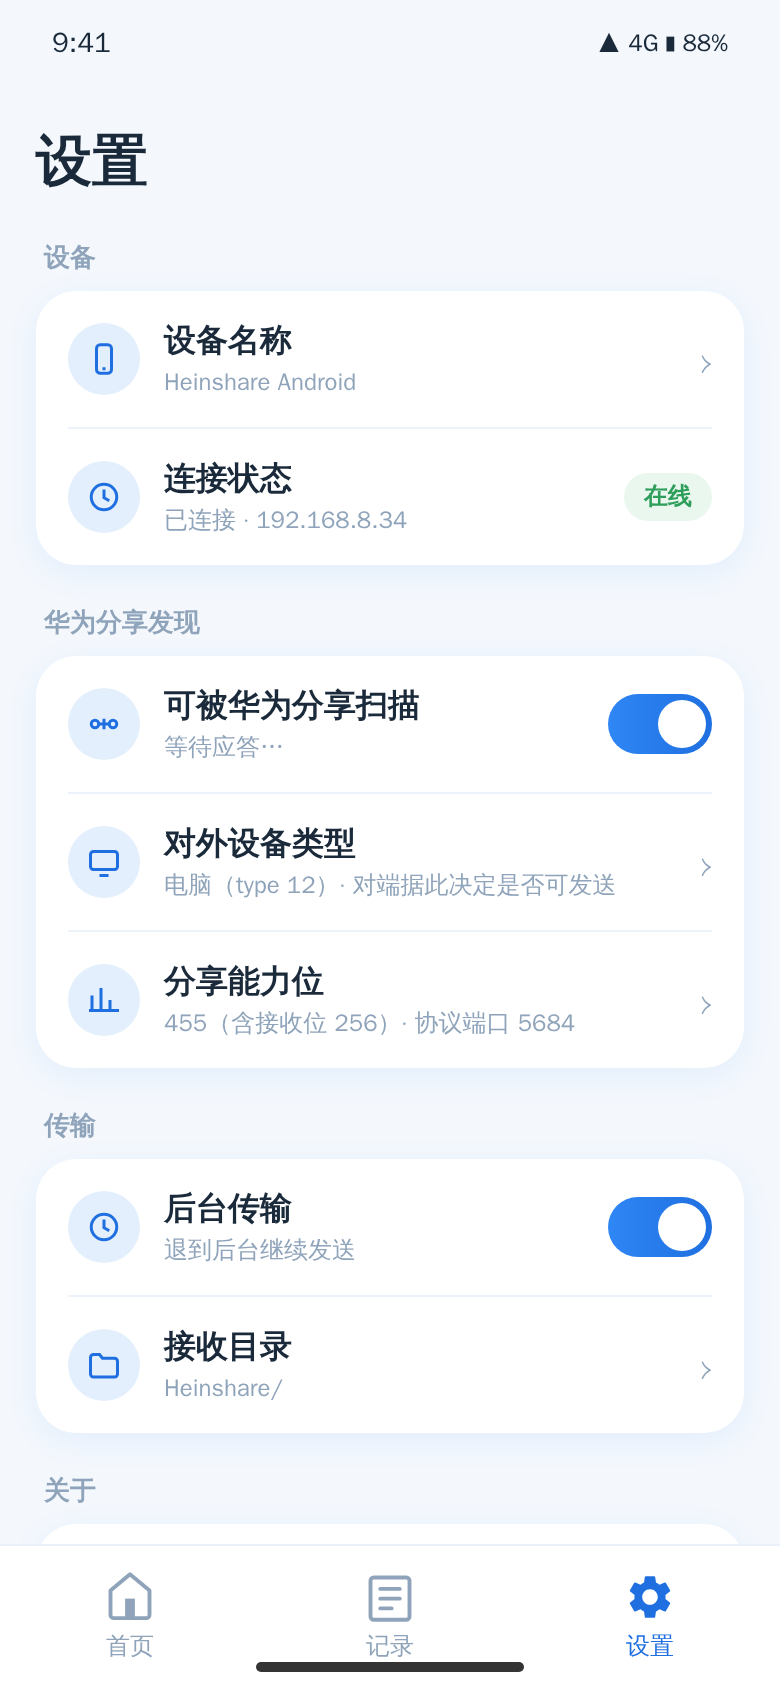 9:41
4G 88%
设置
设备
设备名称
Heinshare Android
连接状态
已连接 · 192.168.8.34
在线
华为分享发现
可被华为分享扫描
等待应答···
对外设备类型
电脑（type 12）· 对端据此决定是否可发送
分享能力位
455（含接收位 256）· 协议端口 5684
传输
后台传输
退到后台继续发送
接收目录
Heinshare/
关于
首页
记录
设置